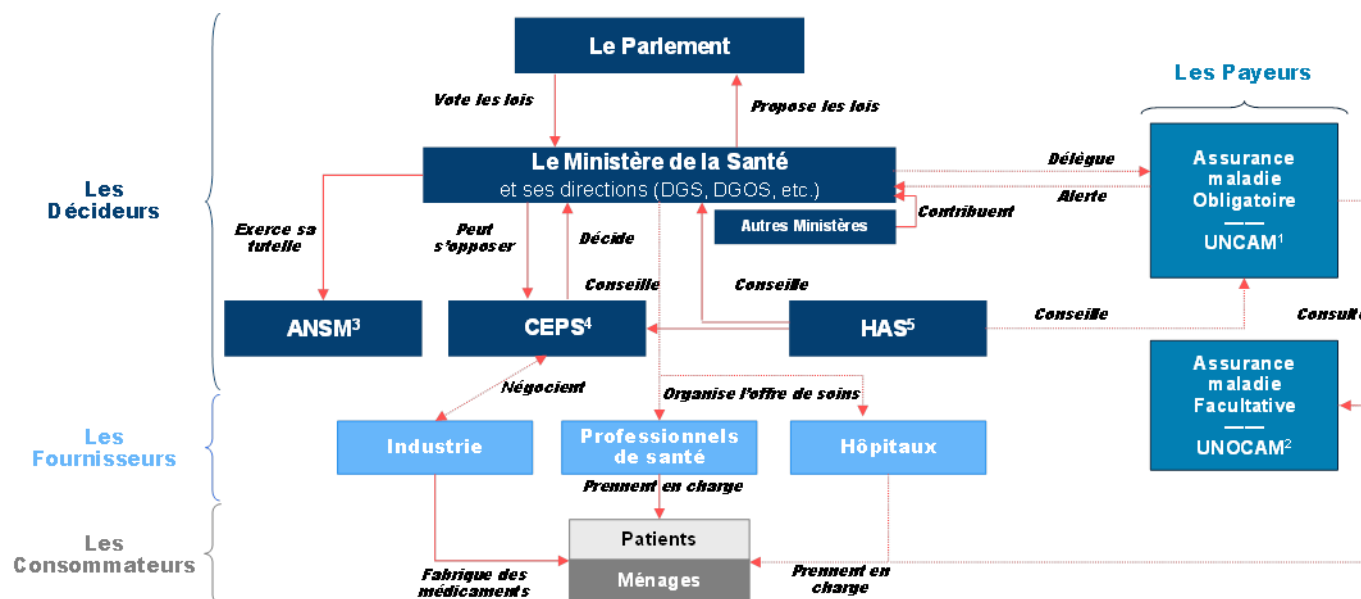 Le Parlement
Les Payeurs
Vote les lois
Propose les lois
Le Ministère de la Santé
et ses directions (DGS, DGOS, etc.)
Délègue
Alerte
Assurance
maladie
Obligatoire
UNCAM¹
Les
Décideurs
Autres Ministères
Contribuent
Exerce sa
tutelle
Peut
s'opposer
Décide
Conseille
Conseille
ANSM³
CEPS⁴
HAS⁵
Conseille
Consulte
Négocient
Organise l'offre de soins
Assurance
maladie
Facultative
UNOCAM²
Les
Fournisseurs
Industrie
Professionnels
de santé
Hôpitaux
Prennent en charge
Les
Consommateurs
Patients
Ménages
Fabrique des
médicaments
Prennent en
charge